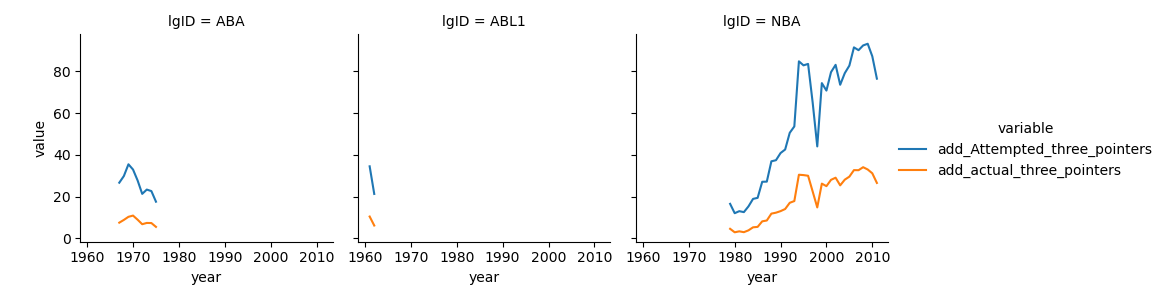 lgID = ABA
lgID = ABL1
lgID = NBA
value
80
60
40
20
0
1960 1970 1980 1990 2000 2010
1960 1970 1980 1990 2000 2010
1960 1970 1980 1990 2000 2010
year
year
year
variable
add_Attempted_three_pointers
add_actual_three_pointers